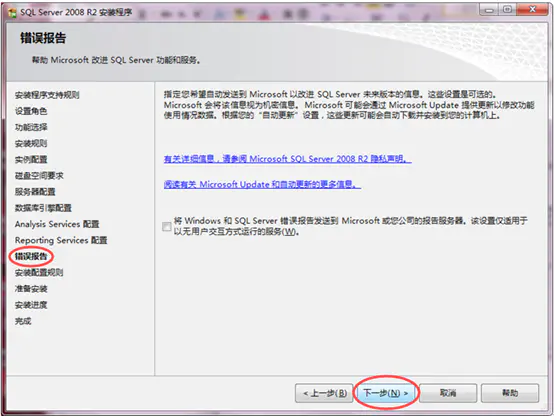 SQL Server 2008 R2 安装程序
错误报告
帮助 Microsoft 改进 SQL Server 功能和服务。
安装程序支持规则
设置角色
功能选择
安装规则
实例配置
磁盘空间要求
服务器配置
数据库引擎配置
Analysis Services 配置
Reporting Services 配置
错误报告
安装配置规则
准备安装
安装进度
完成
指定您希望自动发送到 Microsoft 以改进 SQL Server 未来版本的信息。这些设置是可选的。
Microsoft 会将该信息视为机密信息。 Microsoft 可能会通过 Microsoft Update 提供更新以修改功能
使用情况数据。根据您的“自动更新”设置，这些更新可能会自动下载并安装到您的计算机上。
有关详细信息，请参阅 Microsoft SQL Server 2008 R2 隐私声明。
阅读有关 Microsoft Update 和自动更新的更多信息。
将 Windows 和 SQL Server 错误报告发送到 Microsoft 或您公司的报告服务器。该设置仅适用于
以无用户交互方式运行的服务(W)。
< 上一步(B)
下一步(N) >
取消
帮助